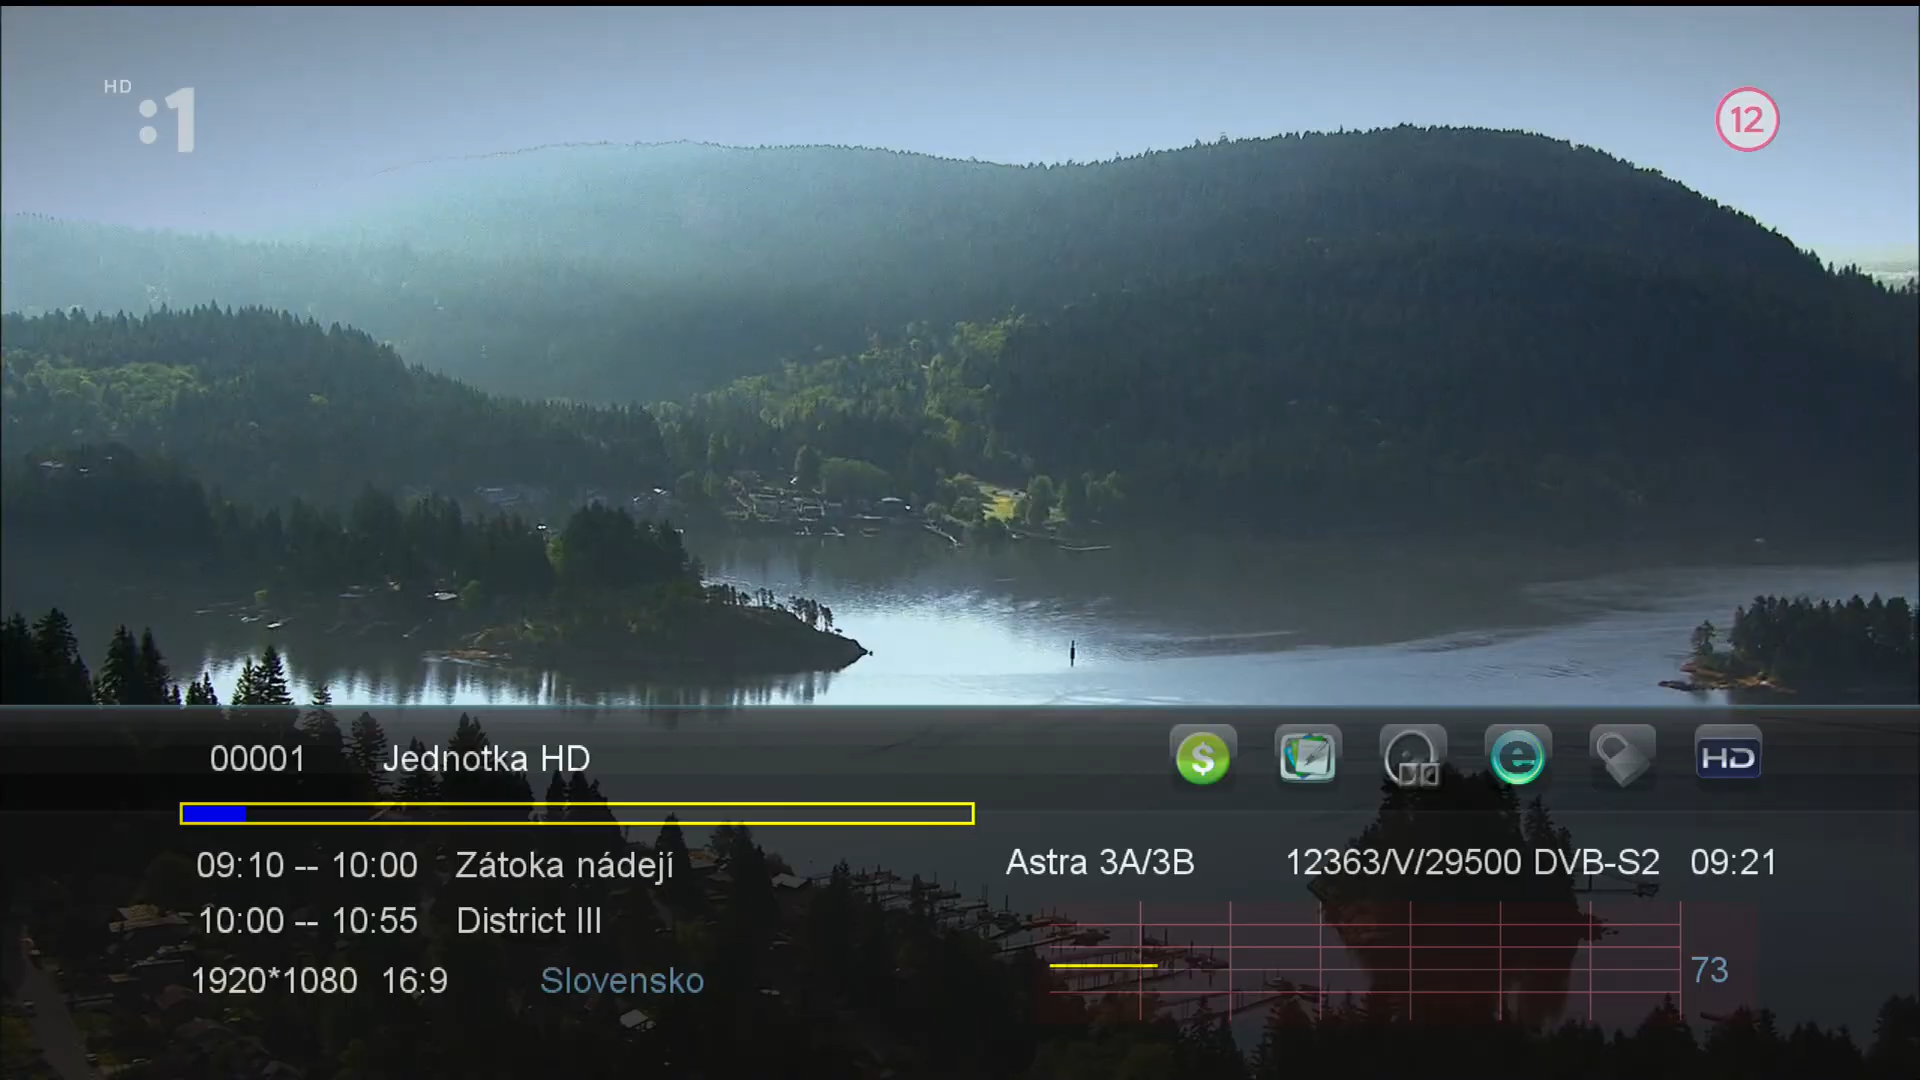 HD
:1
12
00001 Jednotka HD
$
e
HD
09:10 -- 10:00 Zátoka nádejí
Astra 3A/3B 12363/V/29500 DVB-S2 09:21
10:00 -- 10:55 District III
1920*1080 16:9 Slovensko
73